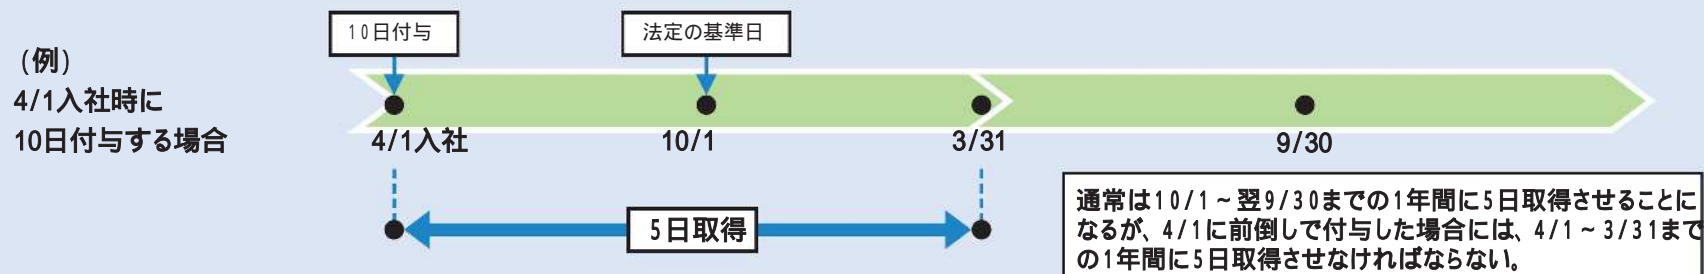 10日付与
法定の基準日
(例)
4/1入社時に
10日付与する場合
4/1入社
10/1
3/31
9/30
5日取得
通常は10/1~翌9/30までの1年間に5日取得させることに
なるが、4/1に前倒しで付与した場合には、4/1~3/31まで
の1年間に5日取得させなければならない。